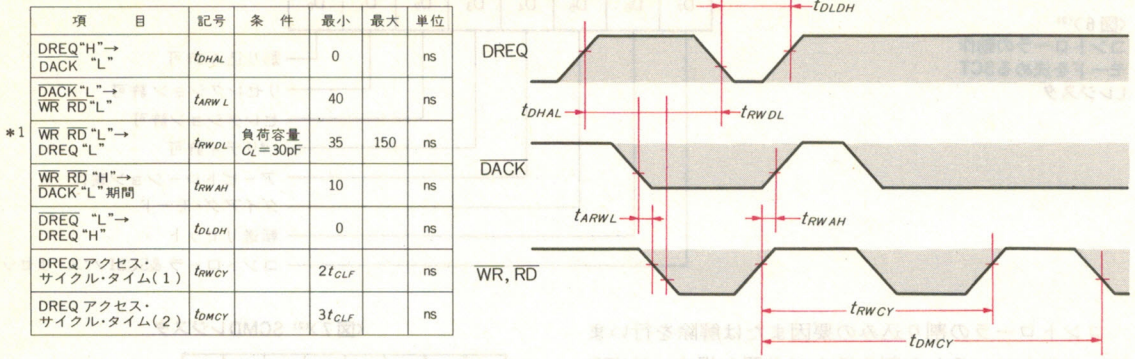 項 目 記号 条 件 最小 最大 単位
DREQ"H"→
DACK "L" tDHAL 0 ns
DACK"L"→
WR RD"L" tARWL 40 ns
*1 WR RD "L"→
DREQ"L" tRWDL 負荷容量
CL=30pF 35 150 ns
WR RD "H"→
DACK"L"期間 tRWAH 10 ns
DREQ "L"→
DREQ"H" tDLDH 0 ns
DREQ アクセス・
サイクル・タイム(1) tRWCY 2tCLF ns
DREQ アクセス・
サイクル・タイム(2) tDMCY 3tCLF ns
tDLDH
DREQ
tDHAL
tRWDL
DACK
tARWL
tRWAH
WR, RD
tRWCY
tDMCY